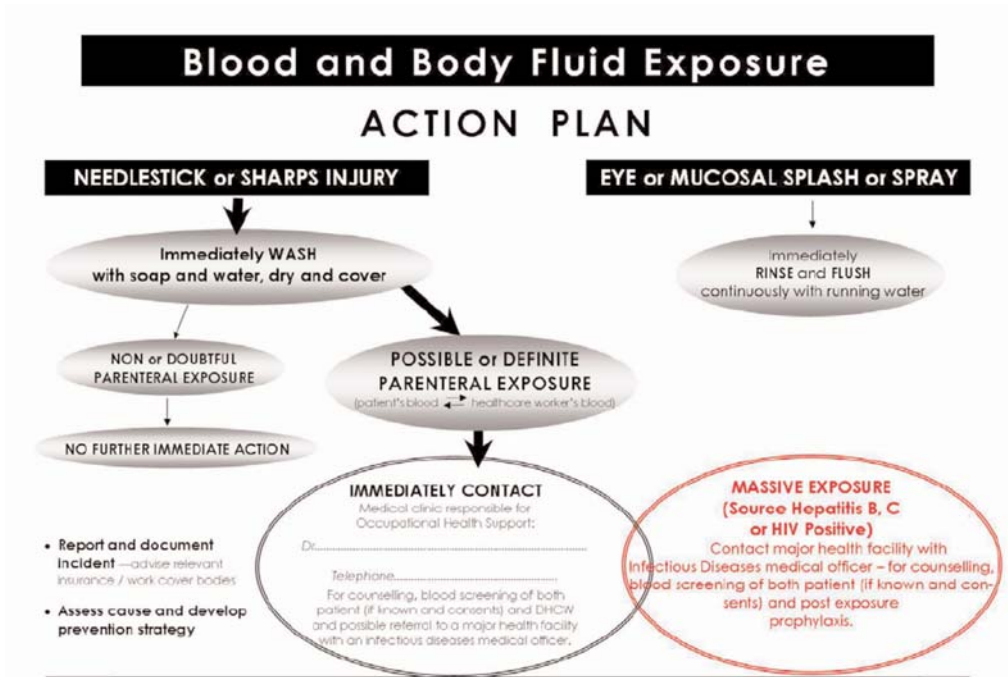 Blood and Body Fluid Exposure
ACTION PLAN
NEEDLESTICK or SHARPS INJURY
Immediately WASH
with soap and water, dry and cover
NON or DOUBTFUL
PARENTERAL EXPOSURE
NO FURTHER IMMEDIATE ACTION
POSSIBLE or DEFINITE
PARENTERAL EXPOSURE
(patient's blood ⇄ healthcare worker's blood)
EYE or MUCOSAL SPLASH or SPRAY
Immediately
RINSE and FLUSH
continuously with running water
• Report and document
incident —advise relevant
insurance / work cover bodies
• Assess cause and develop
prevention strategy
IMMEDIATELY CONTACT
Medical clinic responsible for
Occupational Health Support:
Dr..........................................................................
Telephone............................................
For counselling, blood screening of both
patient (if known and consents) and DHCW
and possible referral to a major health facility
with an infectious diseases medical officer.
MASSIVE EXPOSURE
(Source Hepatitis B, C
or HIV Positive)
Contact major health facility with
Infectious Diseases medical officer – for counselling,
blood screening of both patient (if known and con-
sents) and post exposure
prophylaxis.